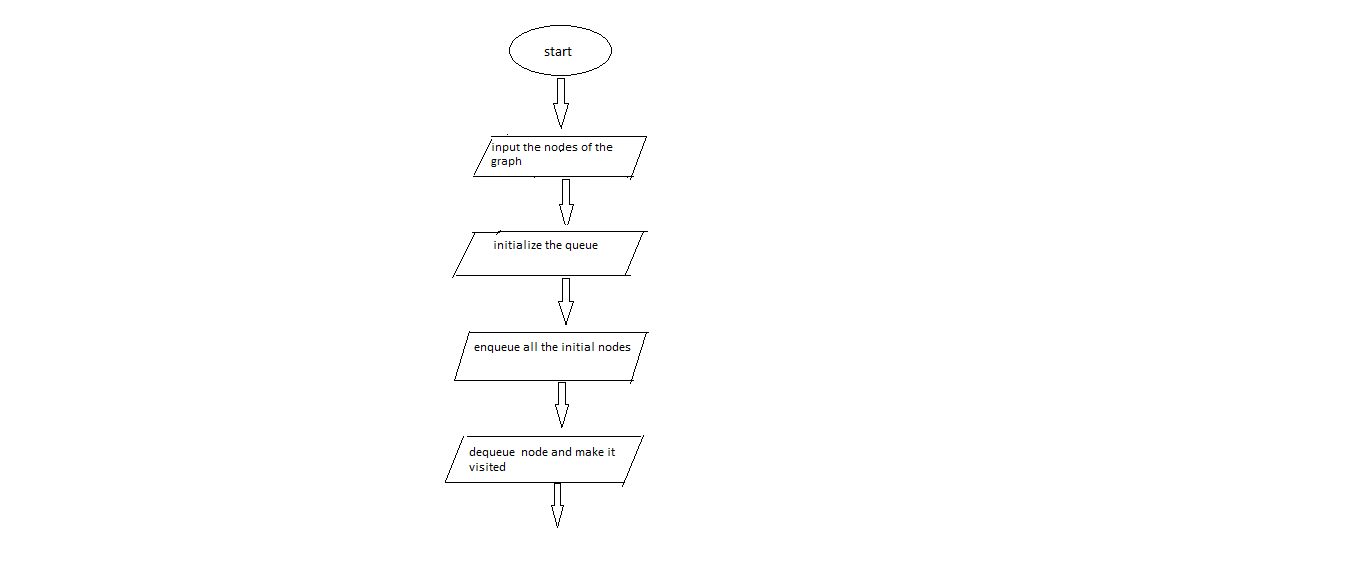 start
input the nodes of the
graph
initialize the queue
enqueue all the initial nodes
dequeue  node and make it
visited